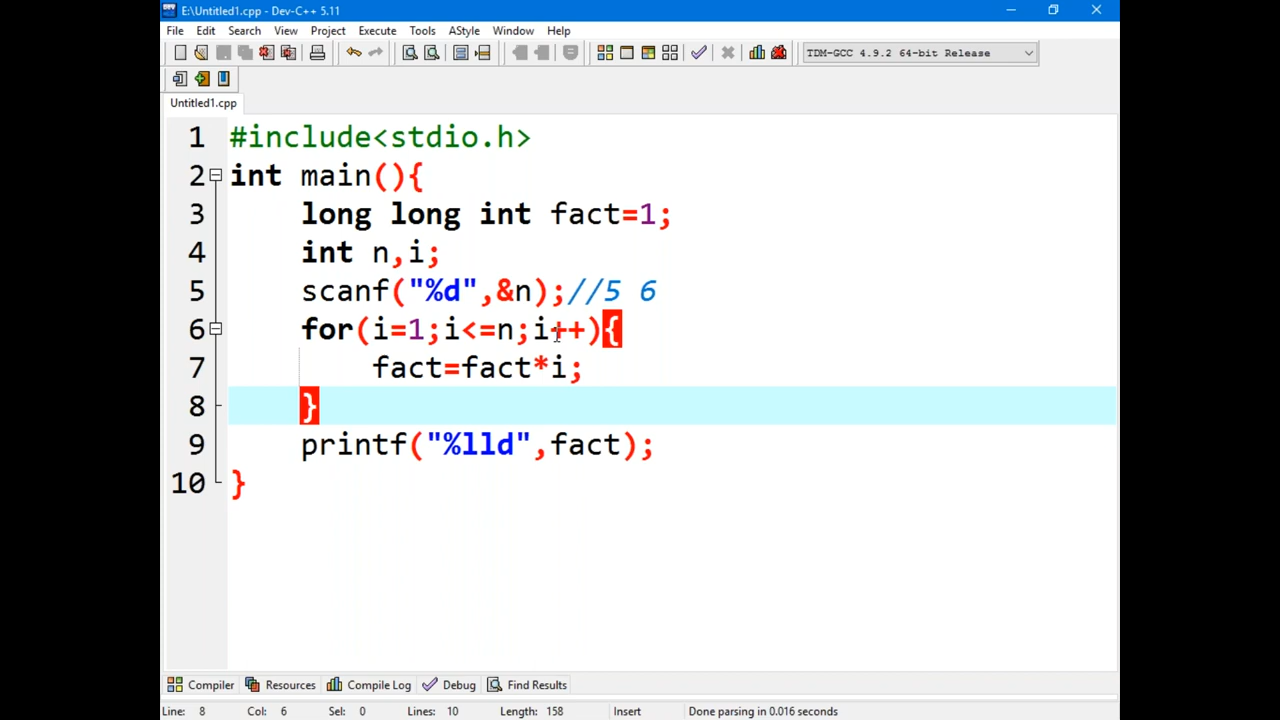 E:\Untitled1.cpp - Dev-C++ 5.11
File Edit Search View Project Execute Tools AStyle Window Help
TDM-GCC 4.9.2 64-bit Release
Untitled1.cpp
1 #include<stdio.h>
2 int main(){
3 long long int fact=1;
4 int n,i;
5 scanf("%d",&n);//5 6
6 for(i=1;i<=n;i++){
7 fact=fact*i;
8 }
9 printf("%lld",fact);
10 }
Compiler Resources Compile Log Debug Find Results
Line: 8 Col: 6 Sel: 0 Lines: 10 Length: 158 Insert Done parsing in 0.016 seconds